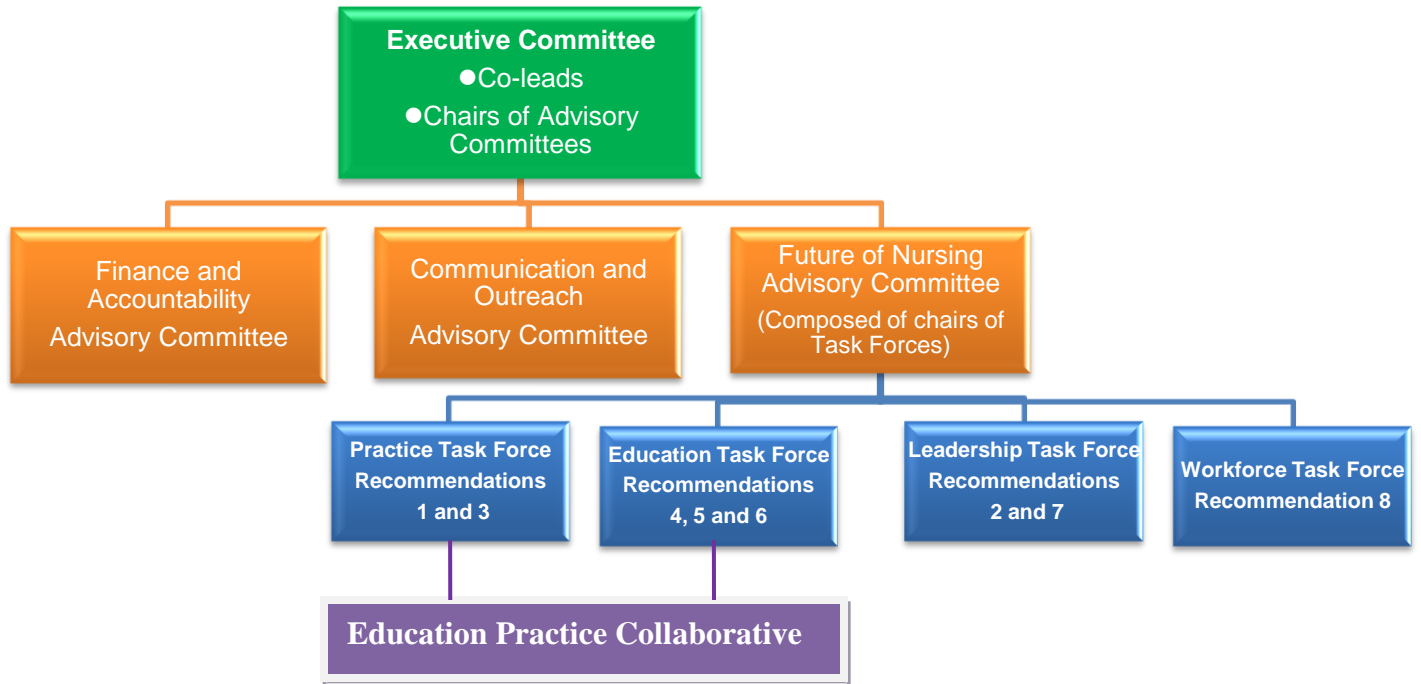 Executive Committee
●Co-leads
●Chairs of Advisory
Committees
Finance and
Accountability
Advisory Committee
Communication and
Outreach
Advisory Committee
Future of Nursing
Advisory Committee
(Composed of chairs of
Task Forces)
Practice Task Force
Recommendations
1 and 3
Education Task Force
Recommendations
4, 5 and 6
Leadership Task Force
Recommendations
2 and 7
Workforce Task Force
Recommendation 8
Education Practice Collaborative